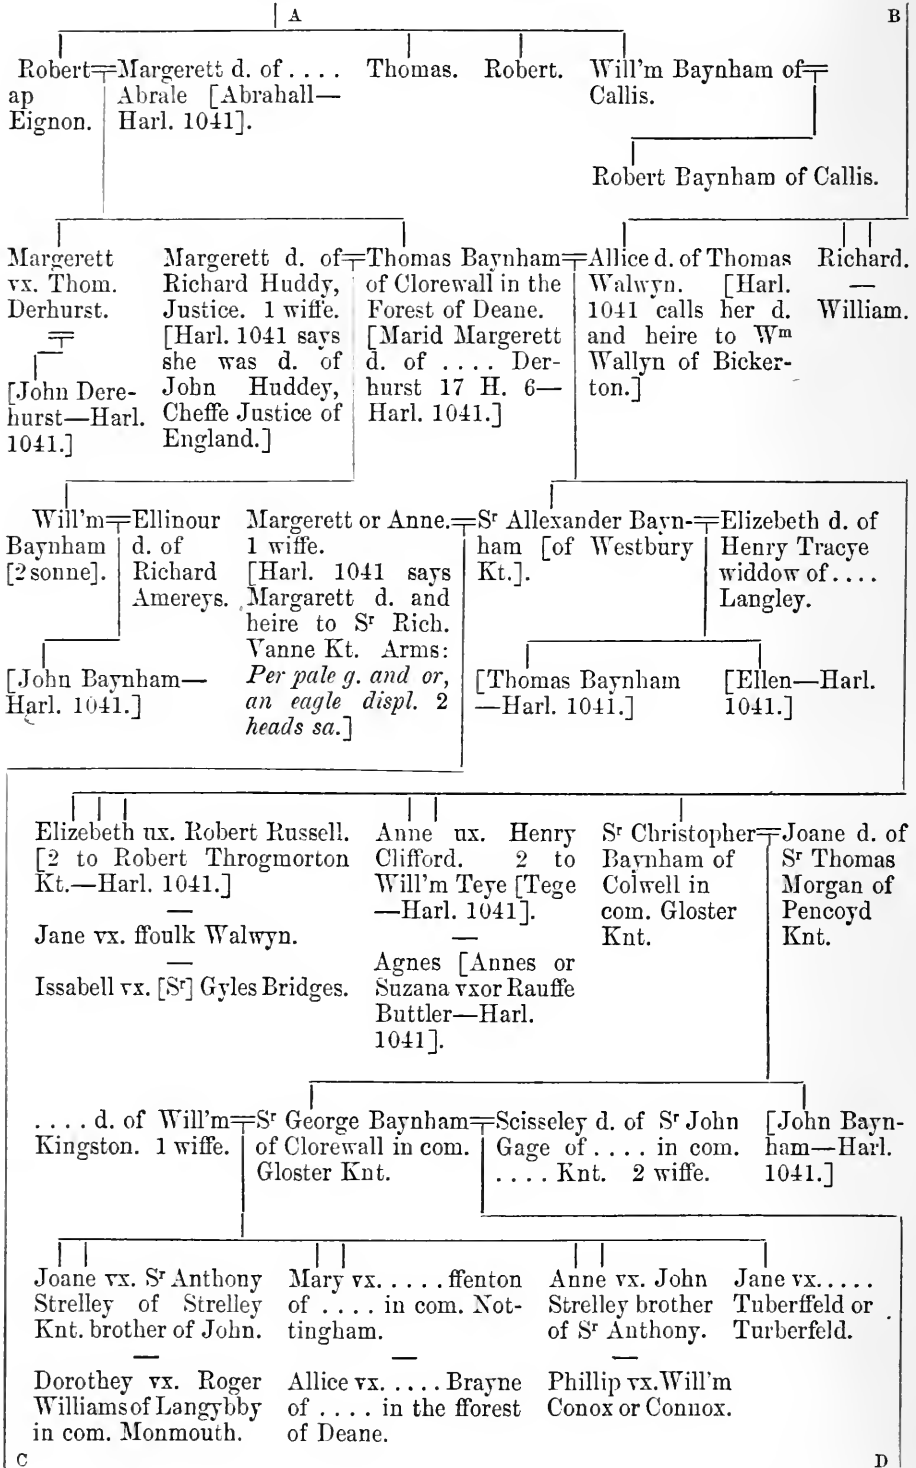 A
B
Robert
ap
Eignon.
Margerett d. of . . . .
Abrale [Abrahall—
Harl. 1041].
Thomas.
Robert.
Will'm Baynham of
Callis.
Robert Baynham of Callis.
Margerett
vx. Thom.
Derhurst.
[John Dere-
hurst—Harl.
1041.]
Margerett d. of
Richard Huddy,
Justice. 1 wiffe.
[Harl. 1041 says
she was d. of
John Huddey,
Cheffe Justice of
England.]
Thomas Baynham
of Clorewall in the
Forest of Deane.
[Marid Margerett
d. of . . . . Der-
hurst 17 H. 6—
Harl. 1041.]
Allice d. of Thomas
Walwyn. [Harl.
1041 calls her d.
and heire to Wm
Wallyn of Bicker-
ton.]
Richard.
—
William.
Will'm
Baynham
[2 sonne].
Ellinour
d. of
Richard
Amereys.
Margerett or Anne.
1 wiffe.
[Harl. 1041 says
Margarett d. and
heire to Sr Rich.
Vanne Kt. Arms:
Per pale g. and or,
an eagle displ. 2
heads sa.]
Sr Allexander Bayn-
ham [of Westbury
Kt.].
Elizebeth d. of
Henry Tracye
widdow of . . . .
Langley.
[John Baynham—
Harl. 1041.]
[Thomas Baynham
—Harl. 1041.]
[Ellen—Harl.
1041.]
Elizebeth ux. Robert Russell.
[2 to Robert Throgmorton
Kt.—Harl. 1041.]
—
Jane vx. ffoulk Walwyn.
—
Issabell vx. [Sr] Gyles Bridges.
Anne ux. Henry
Clifford. 2 to
Will'm Teye [Tege
—Harl. 1041].
—
Agnes [Annes or
Suzana vxor Rauffe
Buttler—Harl.
1041].
Sr Christopher
Baynham of
Colwell in
com. Gloster
Knt.
Joane d. of
Sr Thomas
Morgan of
Pencoyd
Knt.
. . . . d. of Will'm
Kingston. 1 wiffe.
Sr George Baynham
of Clorewall in com.
Gloster Knt.
Scisseley d. of Sr John
Gage of . . . . in com.
. . . . Knt. 2 wiffe.
[John Bayn-
ham—Harl.
1041.]
Joane vx. Sr Anthony
Strelley of Strelley
Knt. brother of John.
—
Dorothey vx. Roger
Williams of Langybby
in com. Monmouth.
Mary vx. . . . . . ffenton
of . . . . in com. Not-
tingham.
—
Allice vx. . . . . . Brayne
of . . . . in the fforest
of Deane.
Anne vx. John
Strelley brother
of Sr Anthony.
—
Phillip vx. Will'm
Conox or Connox.
Jane vx. . . . .
Tuberffeld or
Turberfeld.
C
D